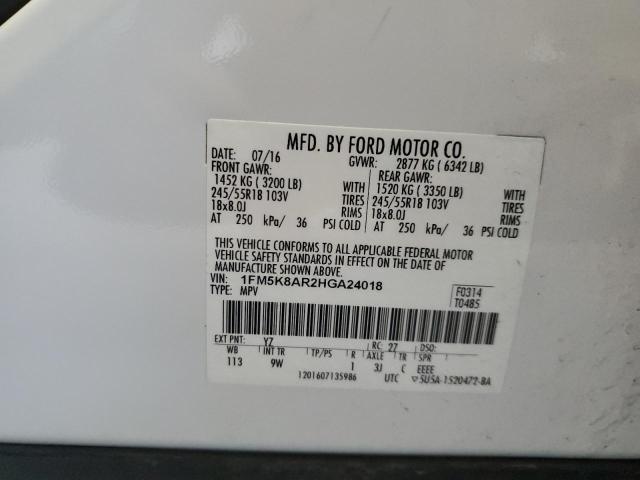 MFD. BY FORD MOTOR CO.
DATE: 07/16 GVWR: 2877 KG ( 6342 LB)
FRONT GAWR: REAR GAWR:
1452 KG ( 3200 LB) WITH 1520 KG ( 3350 LB) WITH
245/55R18 103V TIRES 245/55R18 103V TIRES
18x8.0J RIMS 18x8.0J RIMS
AT 250 kPa/ 36 PSI COLD AT 250 kPa/ 36 PSI COLD
THIS VEHICLE CONFORMS TO ALL APPLICABLE FEDERAL MOTOR
VEHICLE SAFETY STANDARDS IN EFFECT ON THE DATE OF MANUFACTURE
SHOWN ABOVE.
VIN: 1FM5K8AR2HGA24018
TYPE: MPV
F0314
T0485
EXT PNT: YZ RC: 27 DSO:
WB INT TR TP/PS R AXLE TR SPR
113 9W 1 3J C EEEE
1201607135986 UTC ▽5U5A-1520472-BA